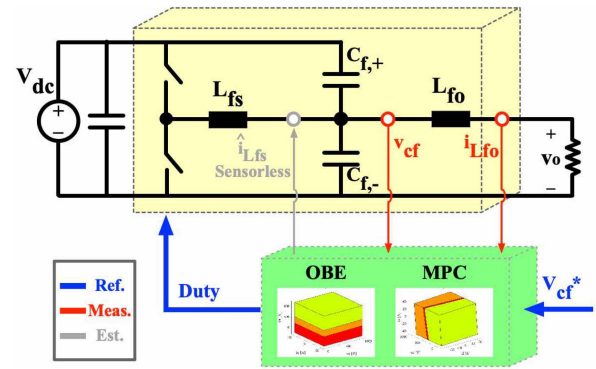 V_dc
+
−
L_fs
î_Lfs
Sensorless
C_f,+
C_f,-
v_cf
L_fo
i_Lfo
+
v_o
−
OBE
MPC
Duty
V_cf*
Ref.
Meas.
Est.